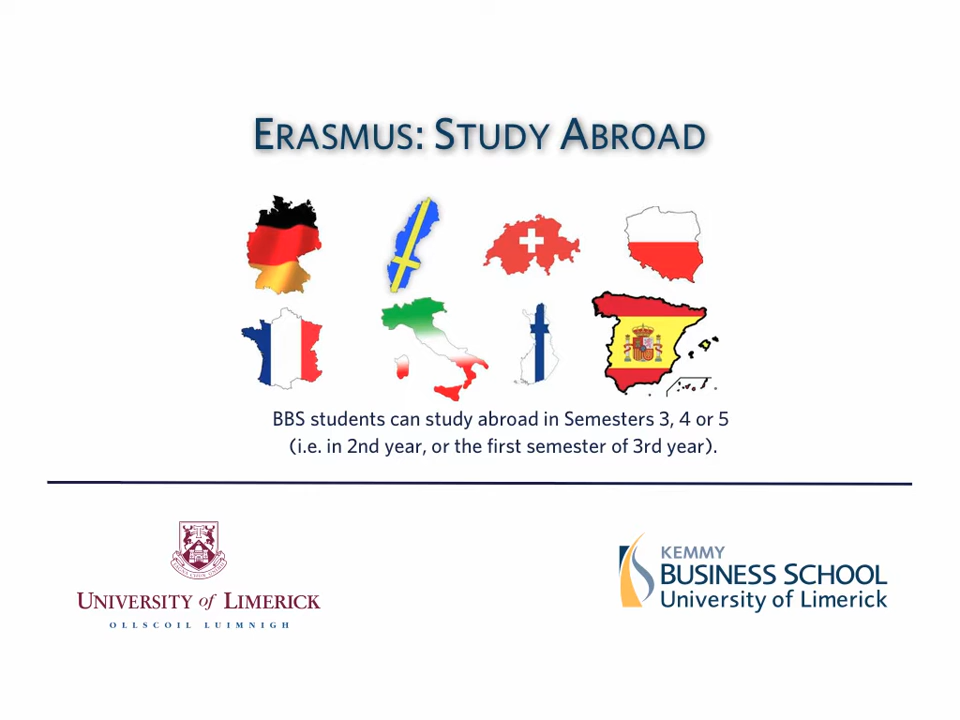 ERASMUS: STUDY ABROAD
BBS students can study abroad in Semesters 3, 4 or 5
(i.e. in 2nd year, or the first semester of 3rd year).
UNIVERSITY of LIMERICK
OLLSCOIL LUIMNIGH
KEMMY
BUSINESS SCHOOL
University of Limerick